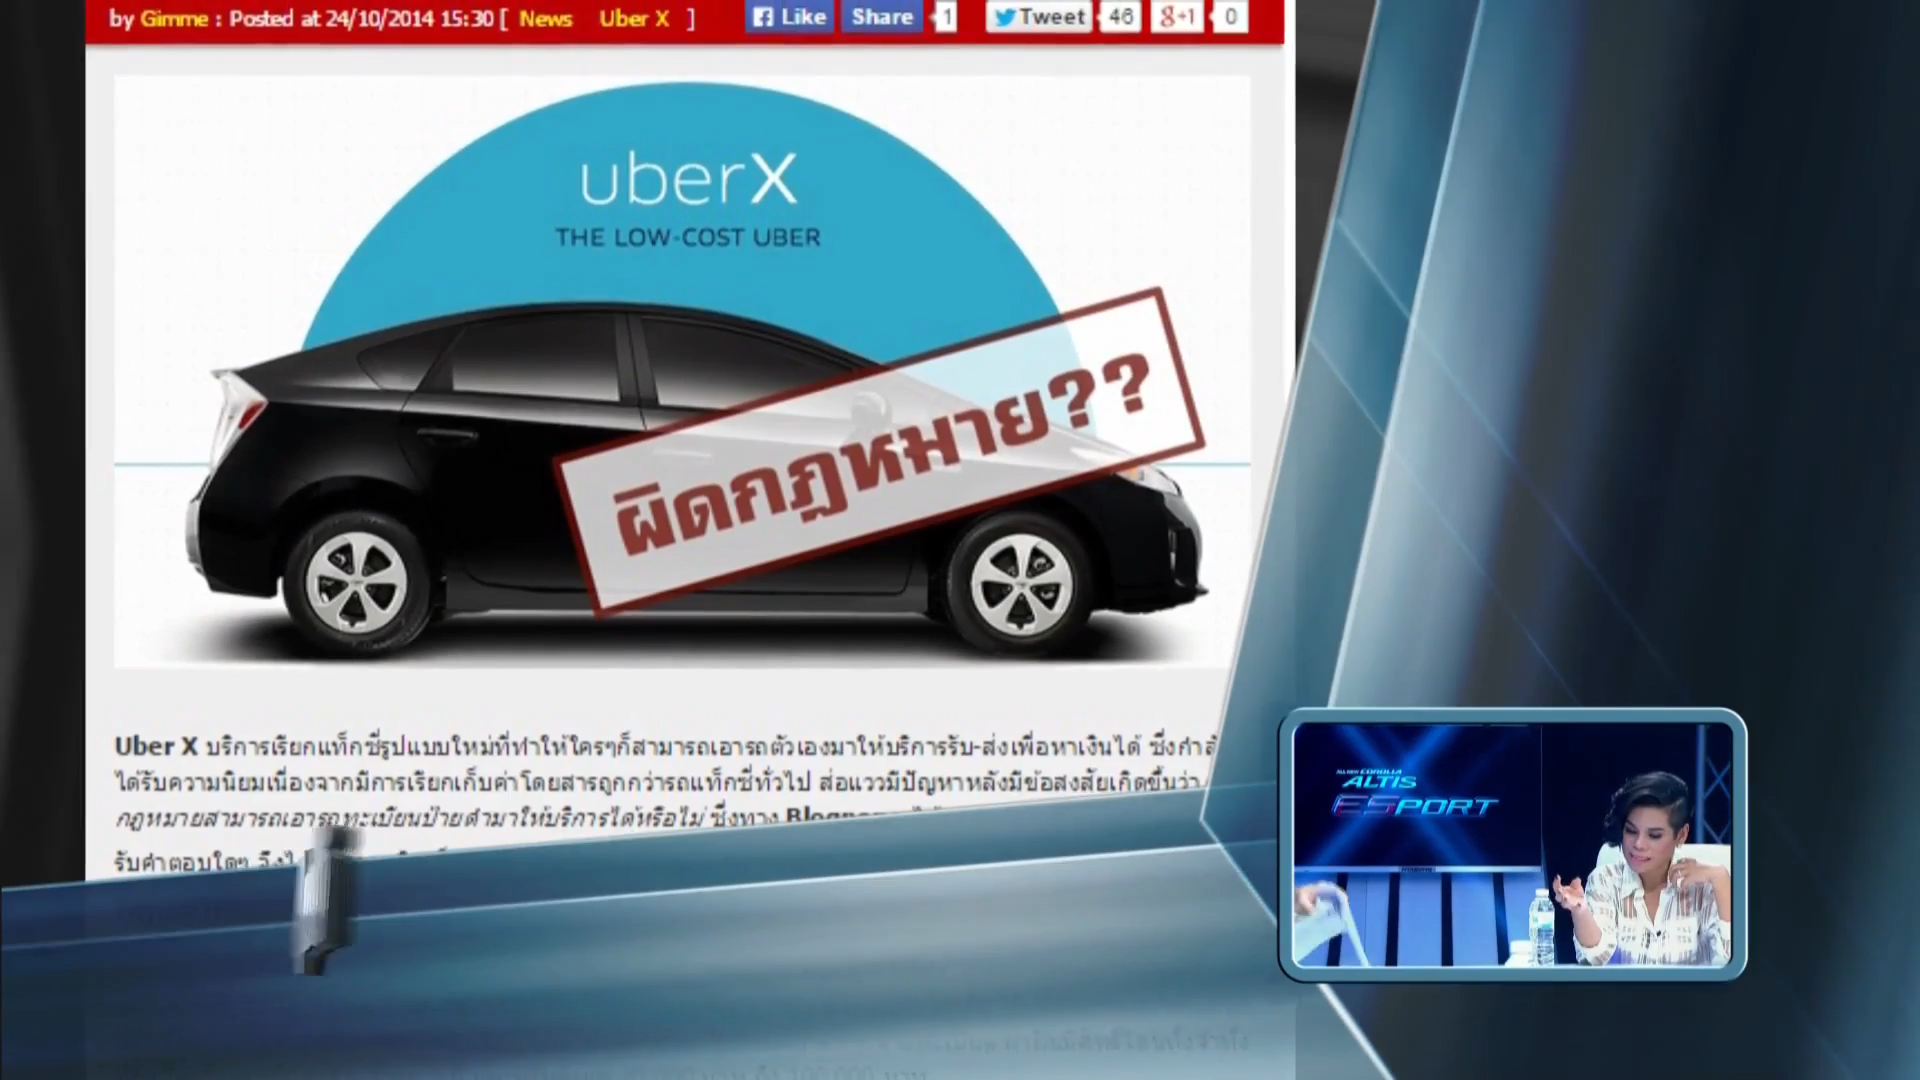 by Gimme : Posted at 24/10/2014 15:30 [ News Uber X ]
Like Share 1 Tweet 46 g+1 0
uberX
THE LOW-COST UBER
ผิดกฎหมาย??
Uber X บริการเรียกแท็กซี่รูปแบบใหม่ที่ทำให้ใครๆก็สามารถเอารถตัวเองมาให้บริการรับ-ส่งเพื่อหาเงินได้ ซึ่งกำลั
ได้รับความนิยมเนื่องจากมีการเรียกเก็บค่าโดยสารถูกกว่ารถแท็กซี่ทั่วไป ส่อแววมีปัญหาหลังมีข้อสงสัยเกิดขึ้นว่า
กฎหมายสามารถเอารถทะเบียนป้ายดำมาให้บริการได้หรือไม่ ซึ่งทาง
รับคำตอบใดๆ
ALL NEW COROLLA
ALTIS
ESPORT